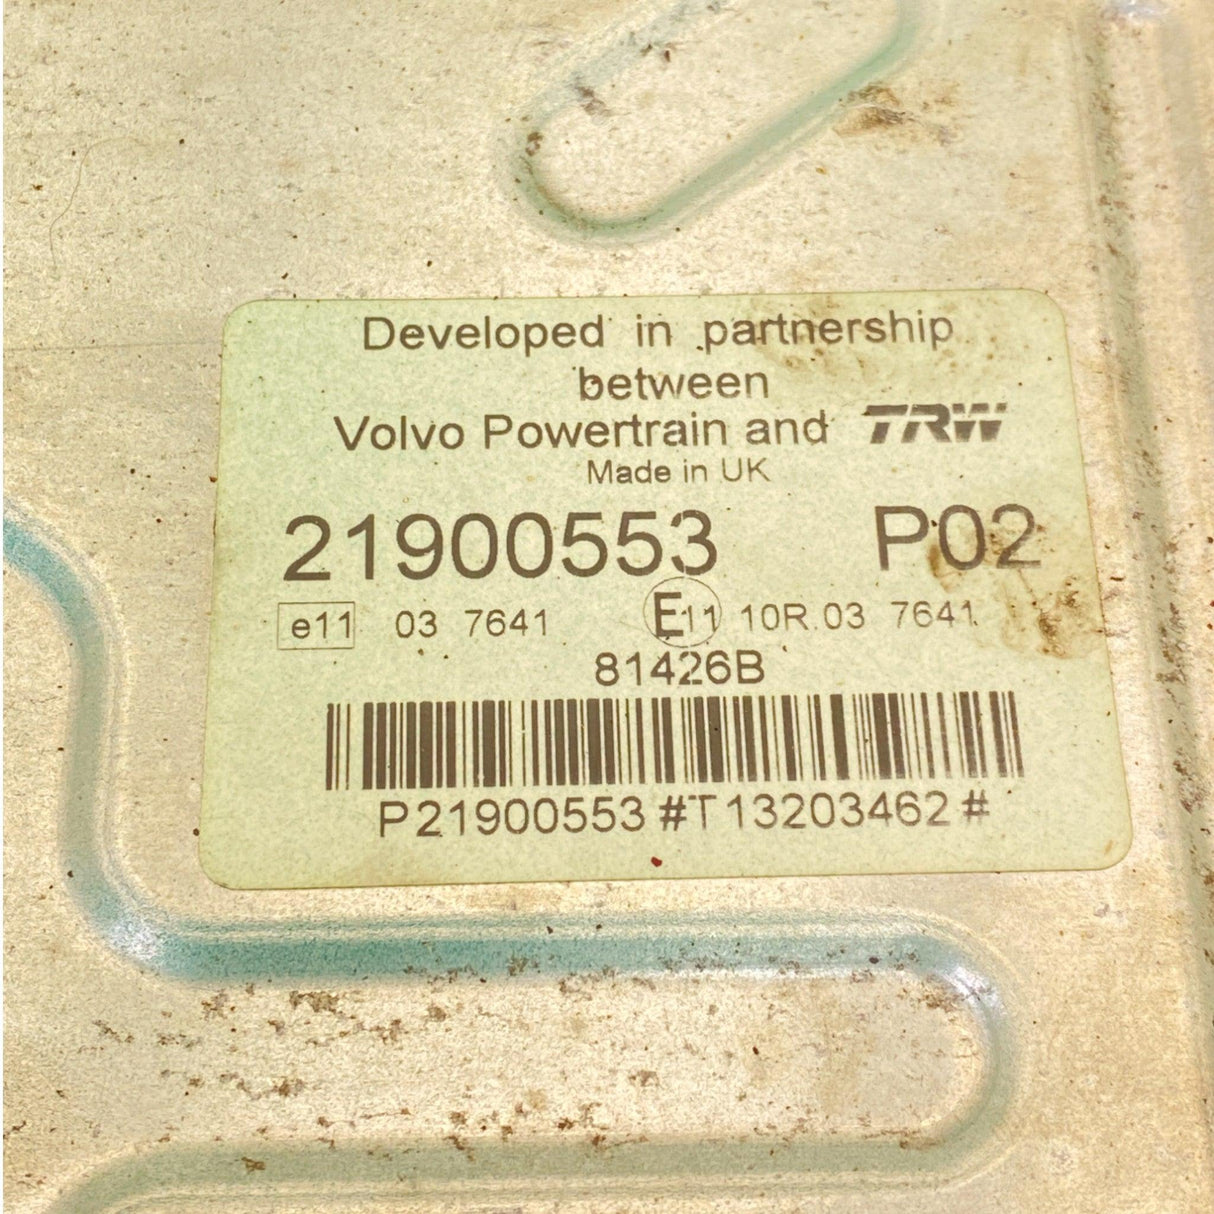 Developed in partnership
between
Volvo Powertrain and TRW
Made in UK
21900553 P02
e11 03 7641 E11 10R.03 7641
81426B
P21900553#T13203462#